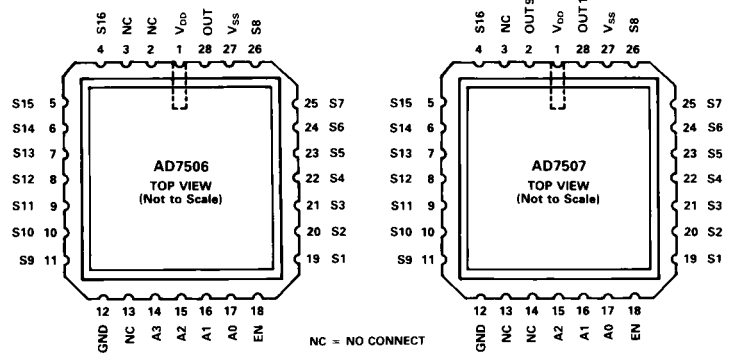 S16 NC NC VDD OUT VSS S8
4 3 2 1 28 27 26
S15 5
S14 6
S13 7
S12 8
S11 9
S10 10
S9 11
AD7506
TOP VIEW
(Not to Scale)
25 S7
24 S6
23 S5
22 S4
21 S3
20 S2
19 S1
12 13 14 15 16 17 18
GND NC A3 A2 A1 A0 EN
S16 NC VDD VSS S8
4 3 2 1 28 27 26
S15 5
S14 6
S13 7
S12 8
S11 9
S10 10
S9 11
AD7507
TOP VIEW
(Not to Scale)
25 S7
24 S6
23 S5
22 S4
21 S3
20 S2
19 S1
12 13 14 15 16 17 18
GND NC NC A2 A1 A0 EN
NC = NO CONNECT